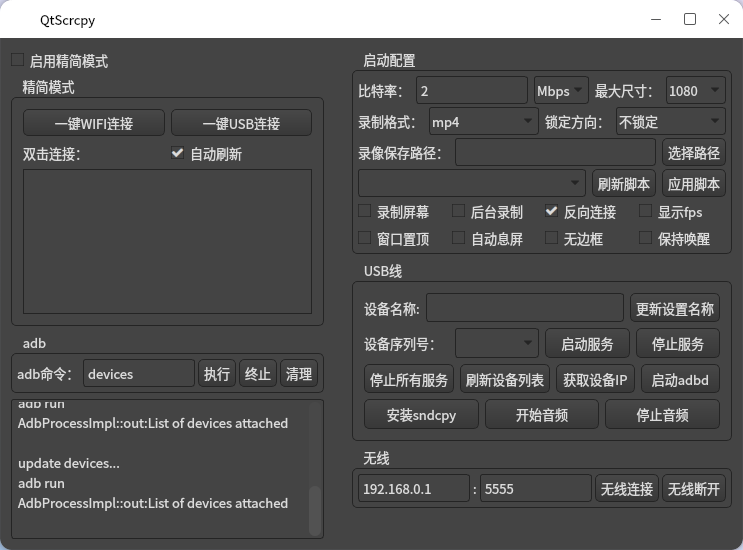 QtScrcpy
启用精简模式
精简模式
一键WIFI连接 一键USB连接
双击连接： 自动刷新
adb
adb命令： devices 执行 终止 清理
adb run
AdbProcessImpl::out:List of devices attached
update devices...
adb run
AdbProcessImpl::out:List of devices attached
启动配置
比特率： 2 Mbps 最大尺寸： 1080
录制格式： mp4 锁定方向： 不锁定
录像保存路径： 选择路径
刷新脚本 应用脚本
录制屏幕 后台录制 反向连接 显示fps
窗口置顶 自动息屏 无边框 保持唤醒
USB线
设备名称: 更新设置名称
设备序列号： 启动服务 停止服务
停止所有服务 刷新设备列表 获取设备IP 启动adbd
安装sndcpy 开始音频 停止音频
无线
192.168.0.1 : 5555 无线连接 无线断开